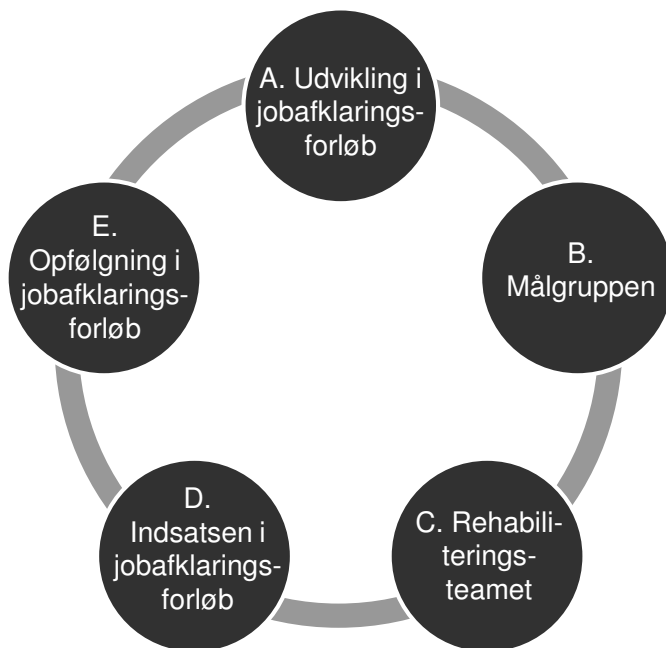 A. Udvikling i
jobafklarings-
forløb
B.
Målgruppen
C. Rehabili-
terings-
teamet
D.
Indsatsen i
jobafklarings-
forløb
E.
Opfølgning i
jobafklarings-
forløb